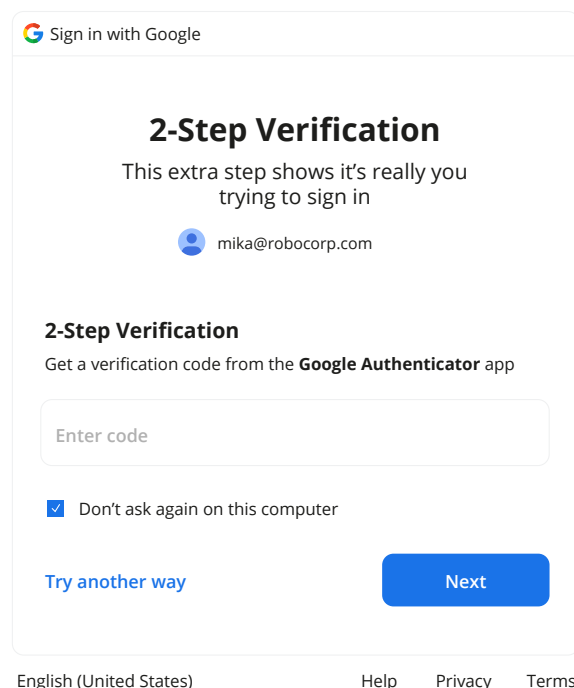 Sign in with Google
2-Step Verification
This extra step shows it’s really you
trying to sign in
mika@robocorp.com
2-Step Verification
Get a verification code from the Google Authenticator app
Enter code
Don’t ask again on this computer
Try another way
Next
English (United States)
Help
Privacy
Terms